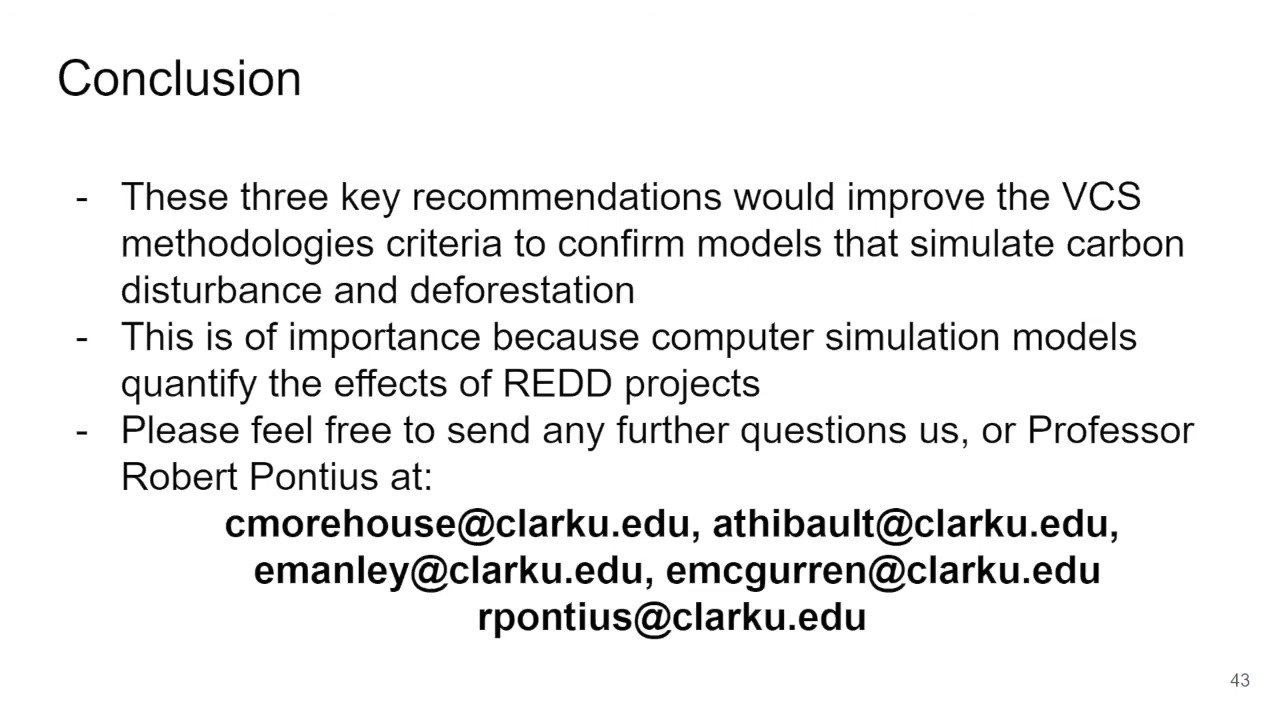 Conclusion
- These three key recommendations would improve the VCS
methodologies criteria to confirm models that simulate carbon
disturbance and deforestation
- This is of importance because computer simulation models
quantify the effects of REDD projects
- Please feel free to send any further questions us, or Professor
Robert Pontius at:
cmorehouse@clarku.edu, athibault@clarku.edu,
emanley@clarku.edu, emcgurren@clarku.edu
rpontius@clarku.edu
43